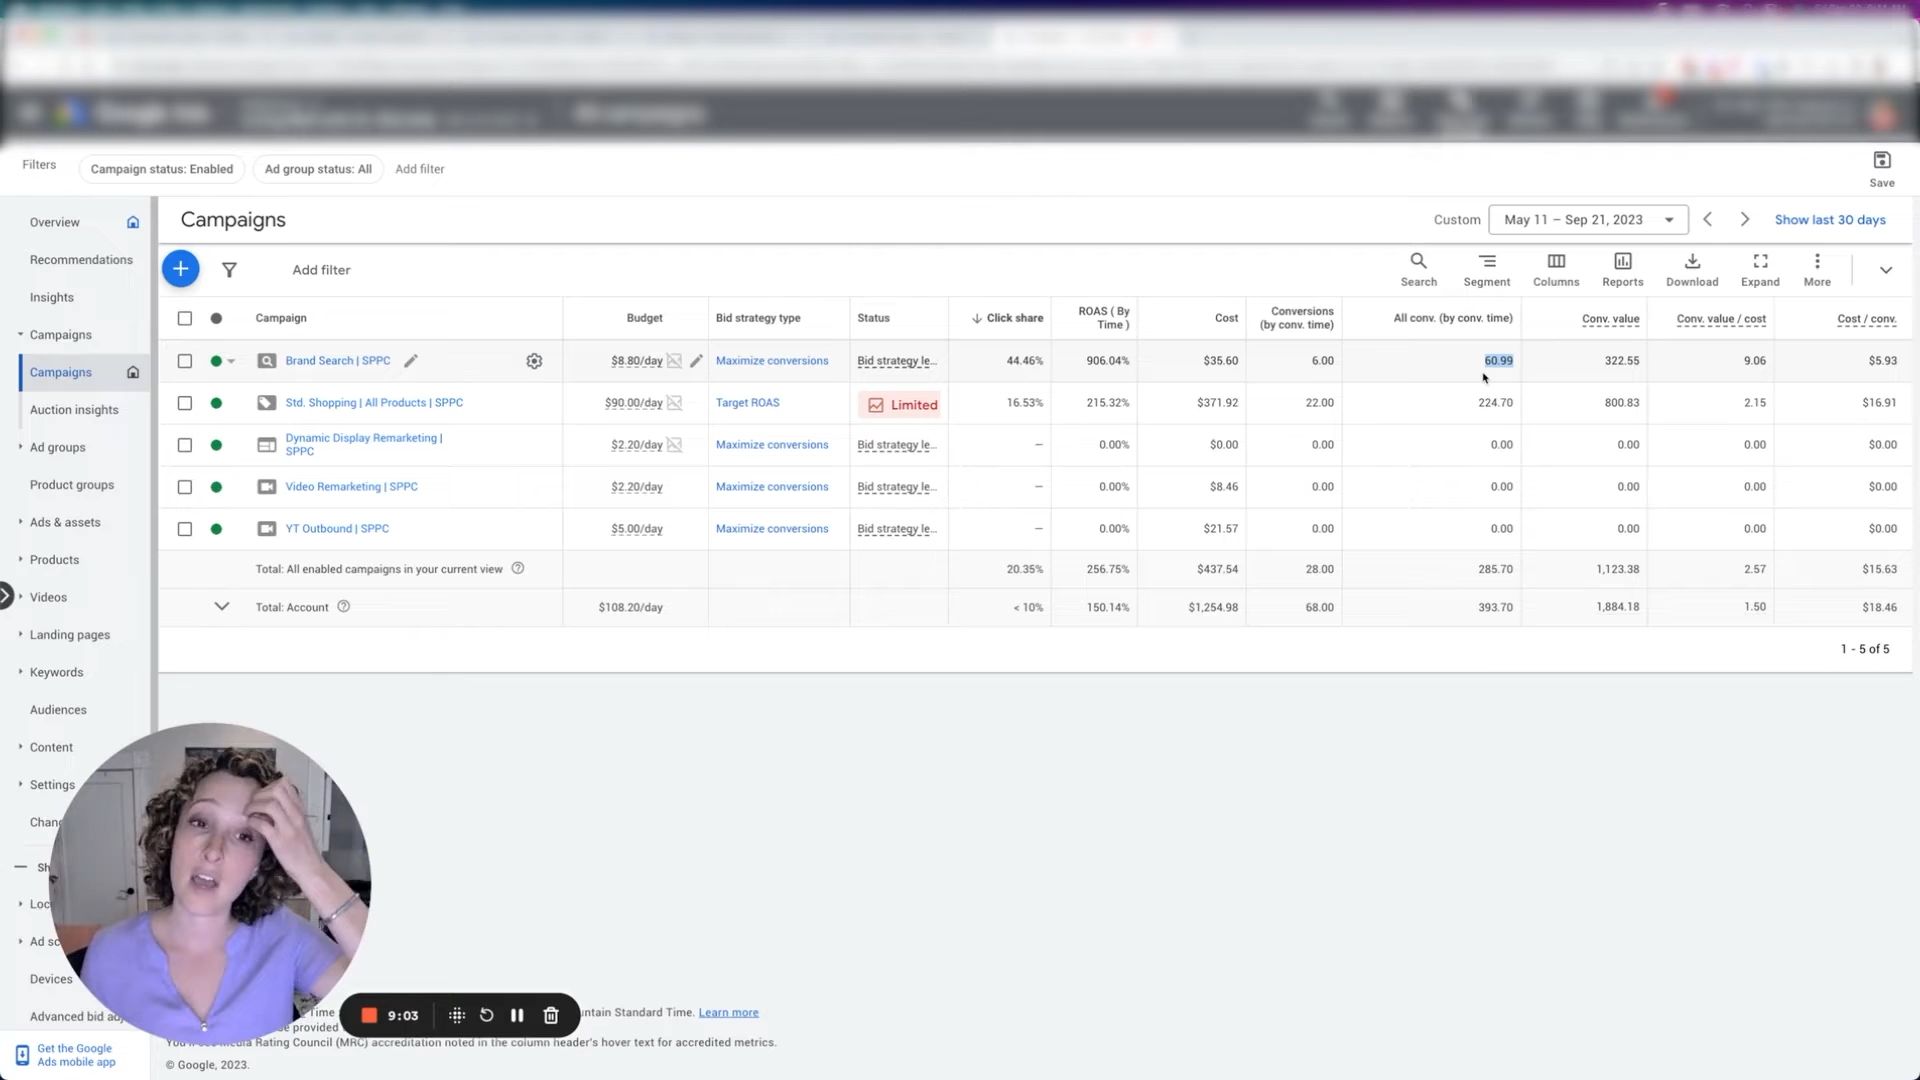 Filters
Campaign status: Enabled
Ad group status: All
Add filter
Save
Overview
Recommendations
Insights
Campaigns
Campaigns
Auction insights
Ad groups
Product groups
Ads & assets
Products
Videos
Landing pages
Keywords
Audiences
Content
Settings
Chang
Sh
Loc
Ad sc
Devices
Advanced bid adj
Get the Google
Ads mobile app
Campaigns
Custom
May 11 – Sep 21, 2023
Show last 30 days
Add filter
Search
Segment
Columns
Reports
Download
Expand
More
Campaign
Budget
Bid strategy type
Status
Click share
ROAS ( By
Time )
Cost
Conversions
(by conv. time)
All conv. (by conv. time)
Conv. value
Conv. value / cost
Cost / conv.
Brand Search | SPPC $8.80/day Maximize conversions Bid strategy le... 44.46% 906.04% $35.60 6.00 60.99 322.55 9.06 $5.93
Std. Shopping | All Products | SPPC $90.00/day Target ROAS Limited 16.53% 215.32% $371.92 22.00 224.70 800.83 2.15 $16.91
Dynamic Display Remarketing |
SPPC
$2.20/day Maximize conversions Bid strategy le... – 0.00% $0.00 0.00 0.00 0.00 0.00 $0.00
Video Remarketing | SPPC $2.20/day Maximize conversions Bid strategy le... – 0.00% $8.46 0.00 0.00 0.00 0.00 $0.00
YT Outbound | SPPC $5.00/day Maximize conversions Bid strategy le... – 0.00% $21.57 0.00 0.00 0.00 0.00 $0.00
Total: All enabled campaigns in your current view 20.35% 256.75% $437.54 28.00 285.70 1,123.38 2.57 $15.63
Total: Account $108.20/day < 10% 150.14% $1,254.98 68.00 393.70 1,884.18 1.50 $18.46
1 - 5 of 5
9:03
Time
untain Standard Time. Learn more
e provided
Media Rating Council (MRC) accreditation noted in the column header's hover text for accredited metrics.
© Google, 2023.